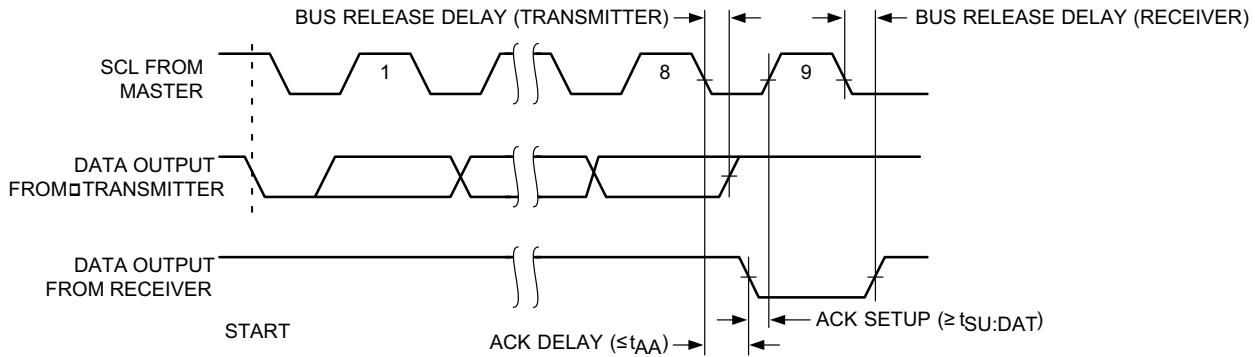 BUS RELEASE DELAY (TRANSMITTER)
BUS RELEASE DELAY (RECEIVER)
SCL FROM
MASTER
1
8
9
DATA OUTPUT
FROM□TRANSMITTER
DATA OUTPUT
FROM RECEIVER
START
ACK SETUP (≥ tSU:DAT)
ACK DELAY (≤tAA)